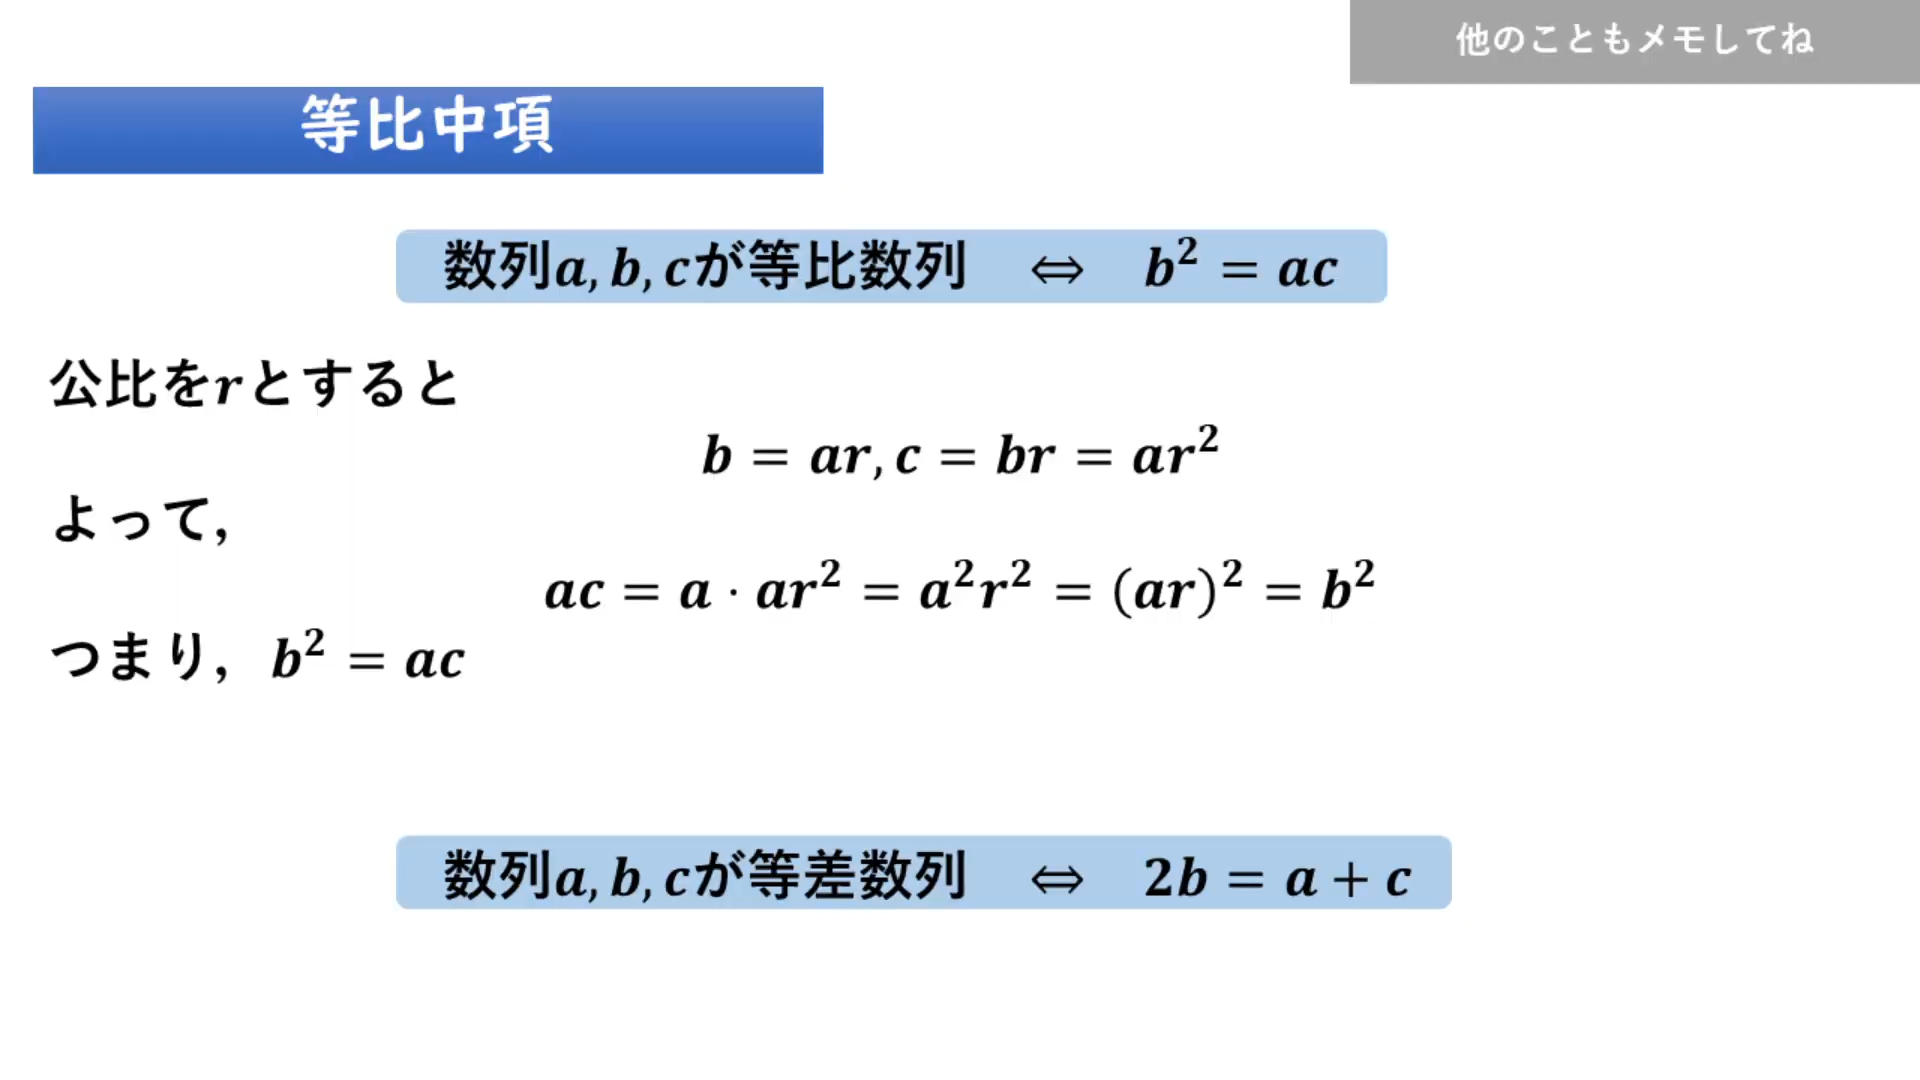 他のこともメモしてね
等比中項
数列a, b, cが等比数列 ⇔ b² = ac
公比をrとすると
b = ar, c = br = ar²
よって,
ac = a · ar² = a²r² = (ar)² = b²
つまり, b² = ac
数列a, b, cが等差数列 ⇔ 2b = a + c